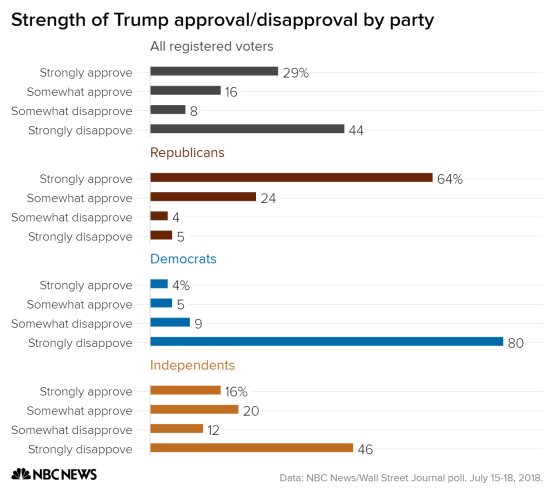 Strength of Trump approval/disapproval by party
All registered voters
Strongly approve 29%
Somewhat approve 16
Somewhat disapprove 8
Strongly disappove 44
Republicans
Strongly approve 64%
Somewhat approve 24
Somewhat disapprove 4
Strongly disappove 5
Democrats
Strongly approve 4%
Somewhat approve 5
Somewhat disapprove 9
Strongly disappove 80
Independents
Strongly approve 16%
Somewhat approve 20
Somewhat disapprove 12
Strongly disappove 46
NBC NEWS
Data: NBC News/Wall Street Journal poll. July 15-18, 2018.